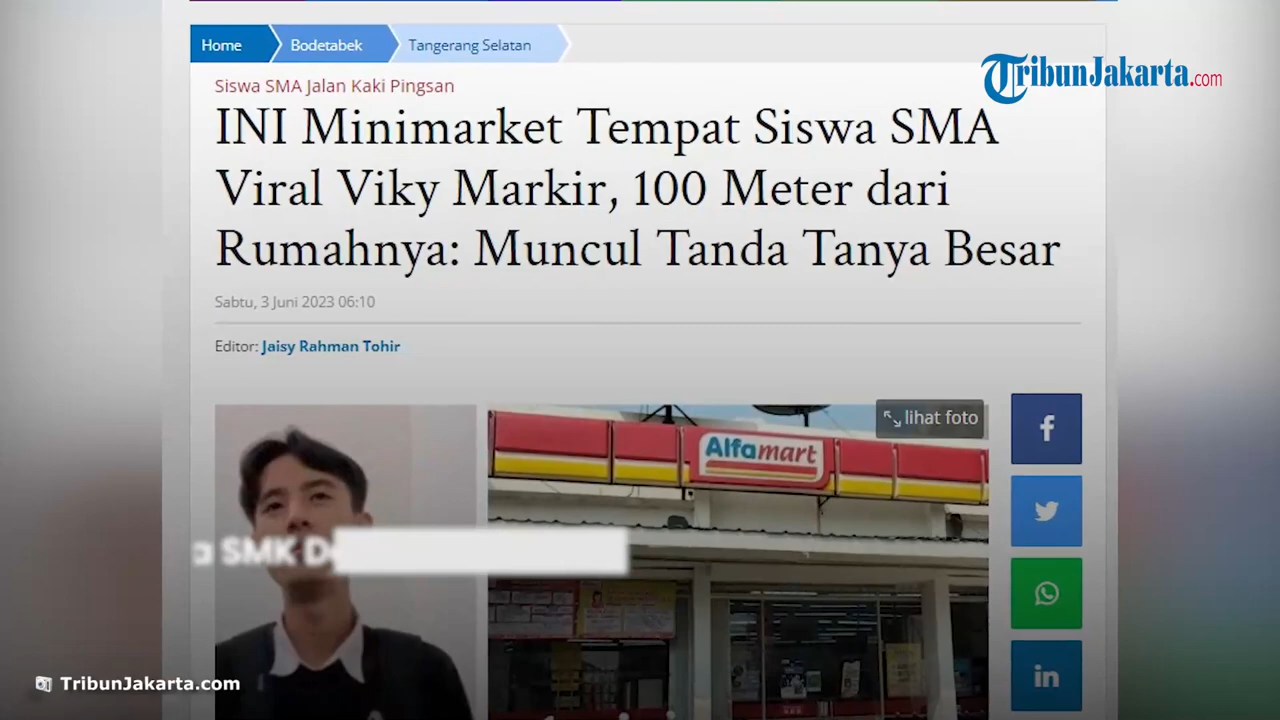 Home
Bodetabek
Tangerang Selatan
TribunJakarta.com
Siswa SMA Jalan Kaki Pingsan
INI Minimarket Tempat Siswa SMA
Viral Viky Markir, 100 Meter dari
Rumahnya: Muncul Tanda Tanya Besar
Sabtu, 3 Juni 2023 06:10
Editor: Jaisy Rahman Tohir
lihat foto
Alfamart
SMK
TribunJakarta.com